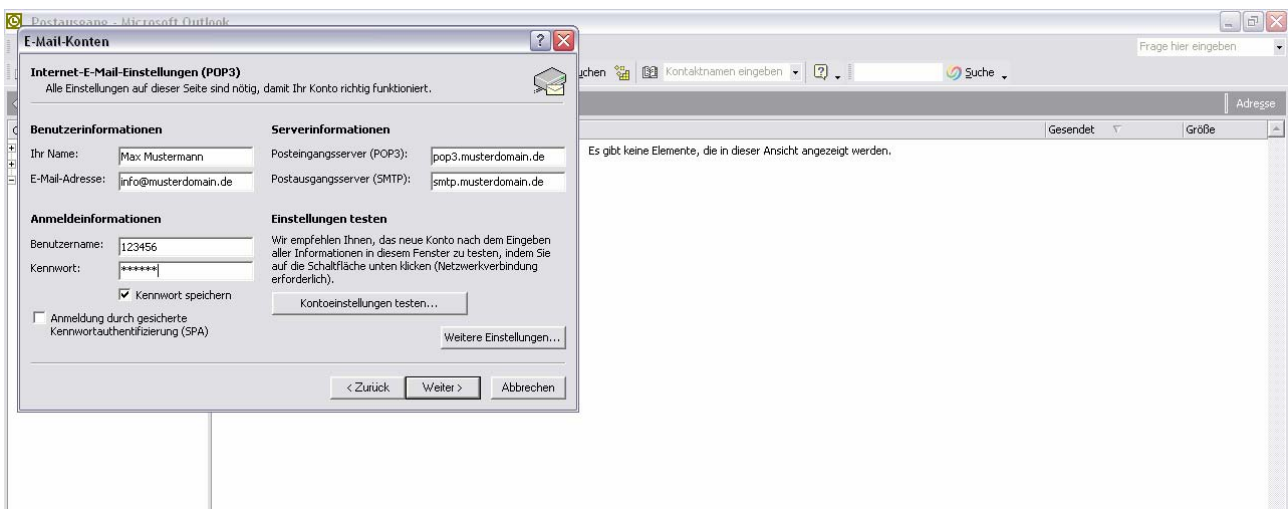 Postausgang - Microsoft Outlook
E-Mail-Konten
Frage hier eingeben
Internet-E-Mail-Einstellungen (POP3)
Alle Einstellungen auf dieser Seite sind nötig, damit Ihr Konto richtig funktioniert.
Kontaktnamen eingeben
Suche
Adresse
Benutzerinformationen
Serverinformationen
Gesendet
Größe
Ihr Name:
Max Mustermann
Posteingangsserver (POP3):
pop3.musterdomain.de
Es gibt keine Elemente, die in dieser Ansicht angezeigt werden.
E-Mail-Adresse:
info@musterdomain.de
Postausgangsserver (SMTP):
smtp.musterdomain.de
Anmeldeinformationen
Einstellungen testen
Benutzername:
123456
Kennwort:
******
Kennwort speichern
Anmeldung durch gesicherte
Kennwortauthentifizierung (SPA)
Wir empfehlen Ihnen, das neue Konto nach dem Eingeben
aller Informationen in diesem Fenster zu testen, indem Sie
auf die Schaltfläche unten klicken (Netzwerkverbindung
erforderlich).
Kontoeinstellungen testen...
Weitere Einstellungen...
< Zurück
Weiter >
Abbrechen